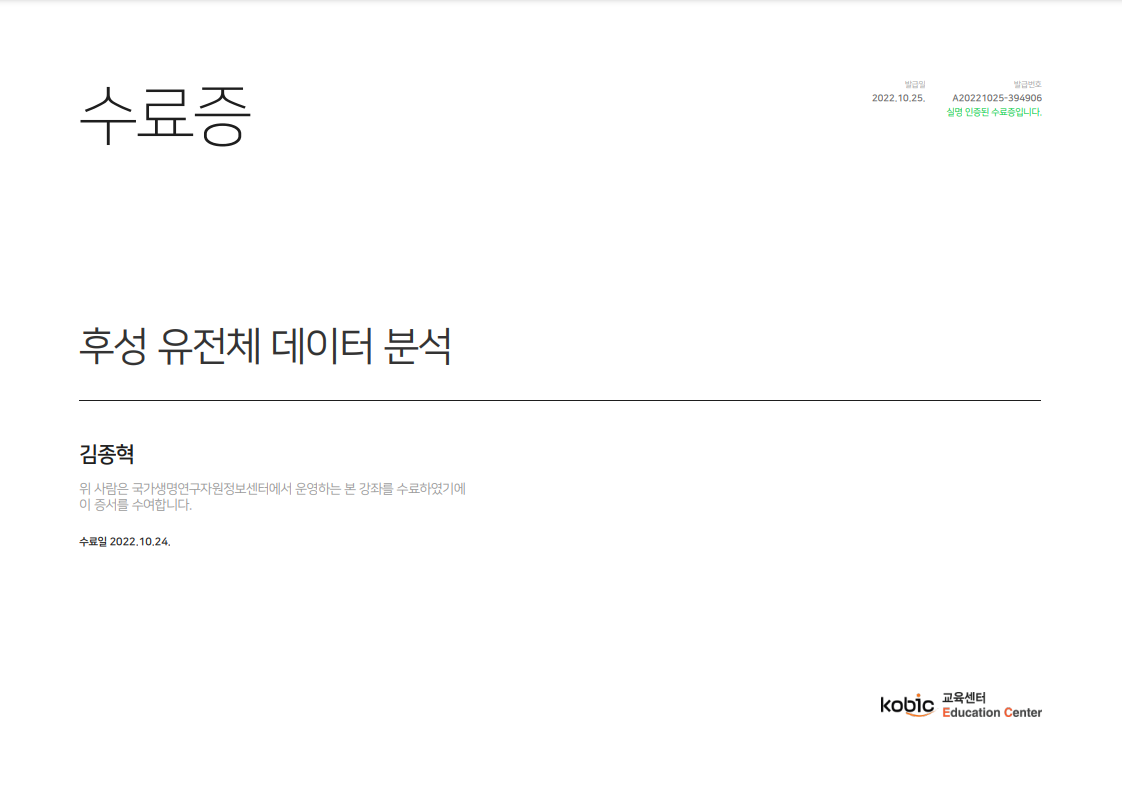 수료증
발급일 발급번호
2022.10.25. A20221025-394906
실명 인증된 수료증입니다.
후성 유전체 데이터 분석
김종혁
위 사람은 국가생명연구자원정보센터에서 운영하는 본 강좌를 수료하였기에
이 증서를 수여합니다.
수료일 2022.10.24.
kobic 교육센터
Education Center